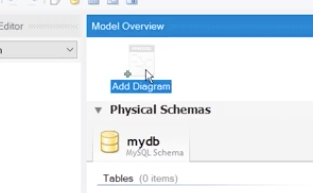 Editor
Model Overview
Add Diagram
Physical Schemas
mydb
MySQL Schema
Tables (0 items)